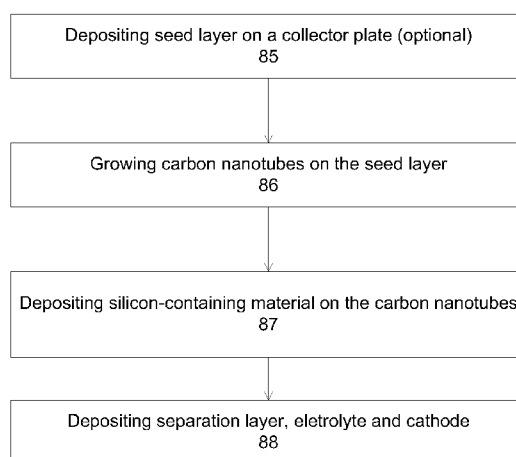 Depositing seed layer on a collector plate (optional)
85
Growing carbon nanotubes on the seed layer
86
Depositing silicon-containing material on the carbon nanotubes
87
Depositing separation layer, eletrolyte and cathode
88